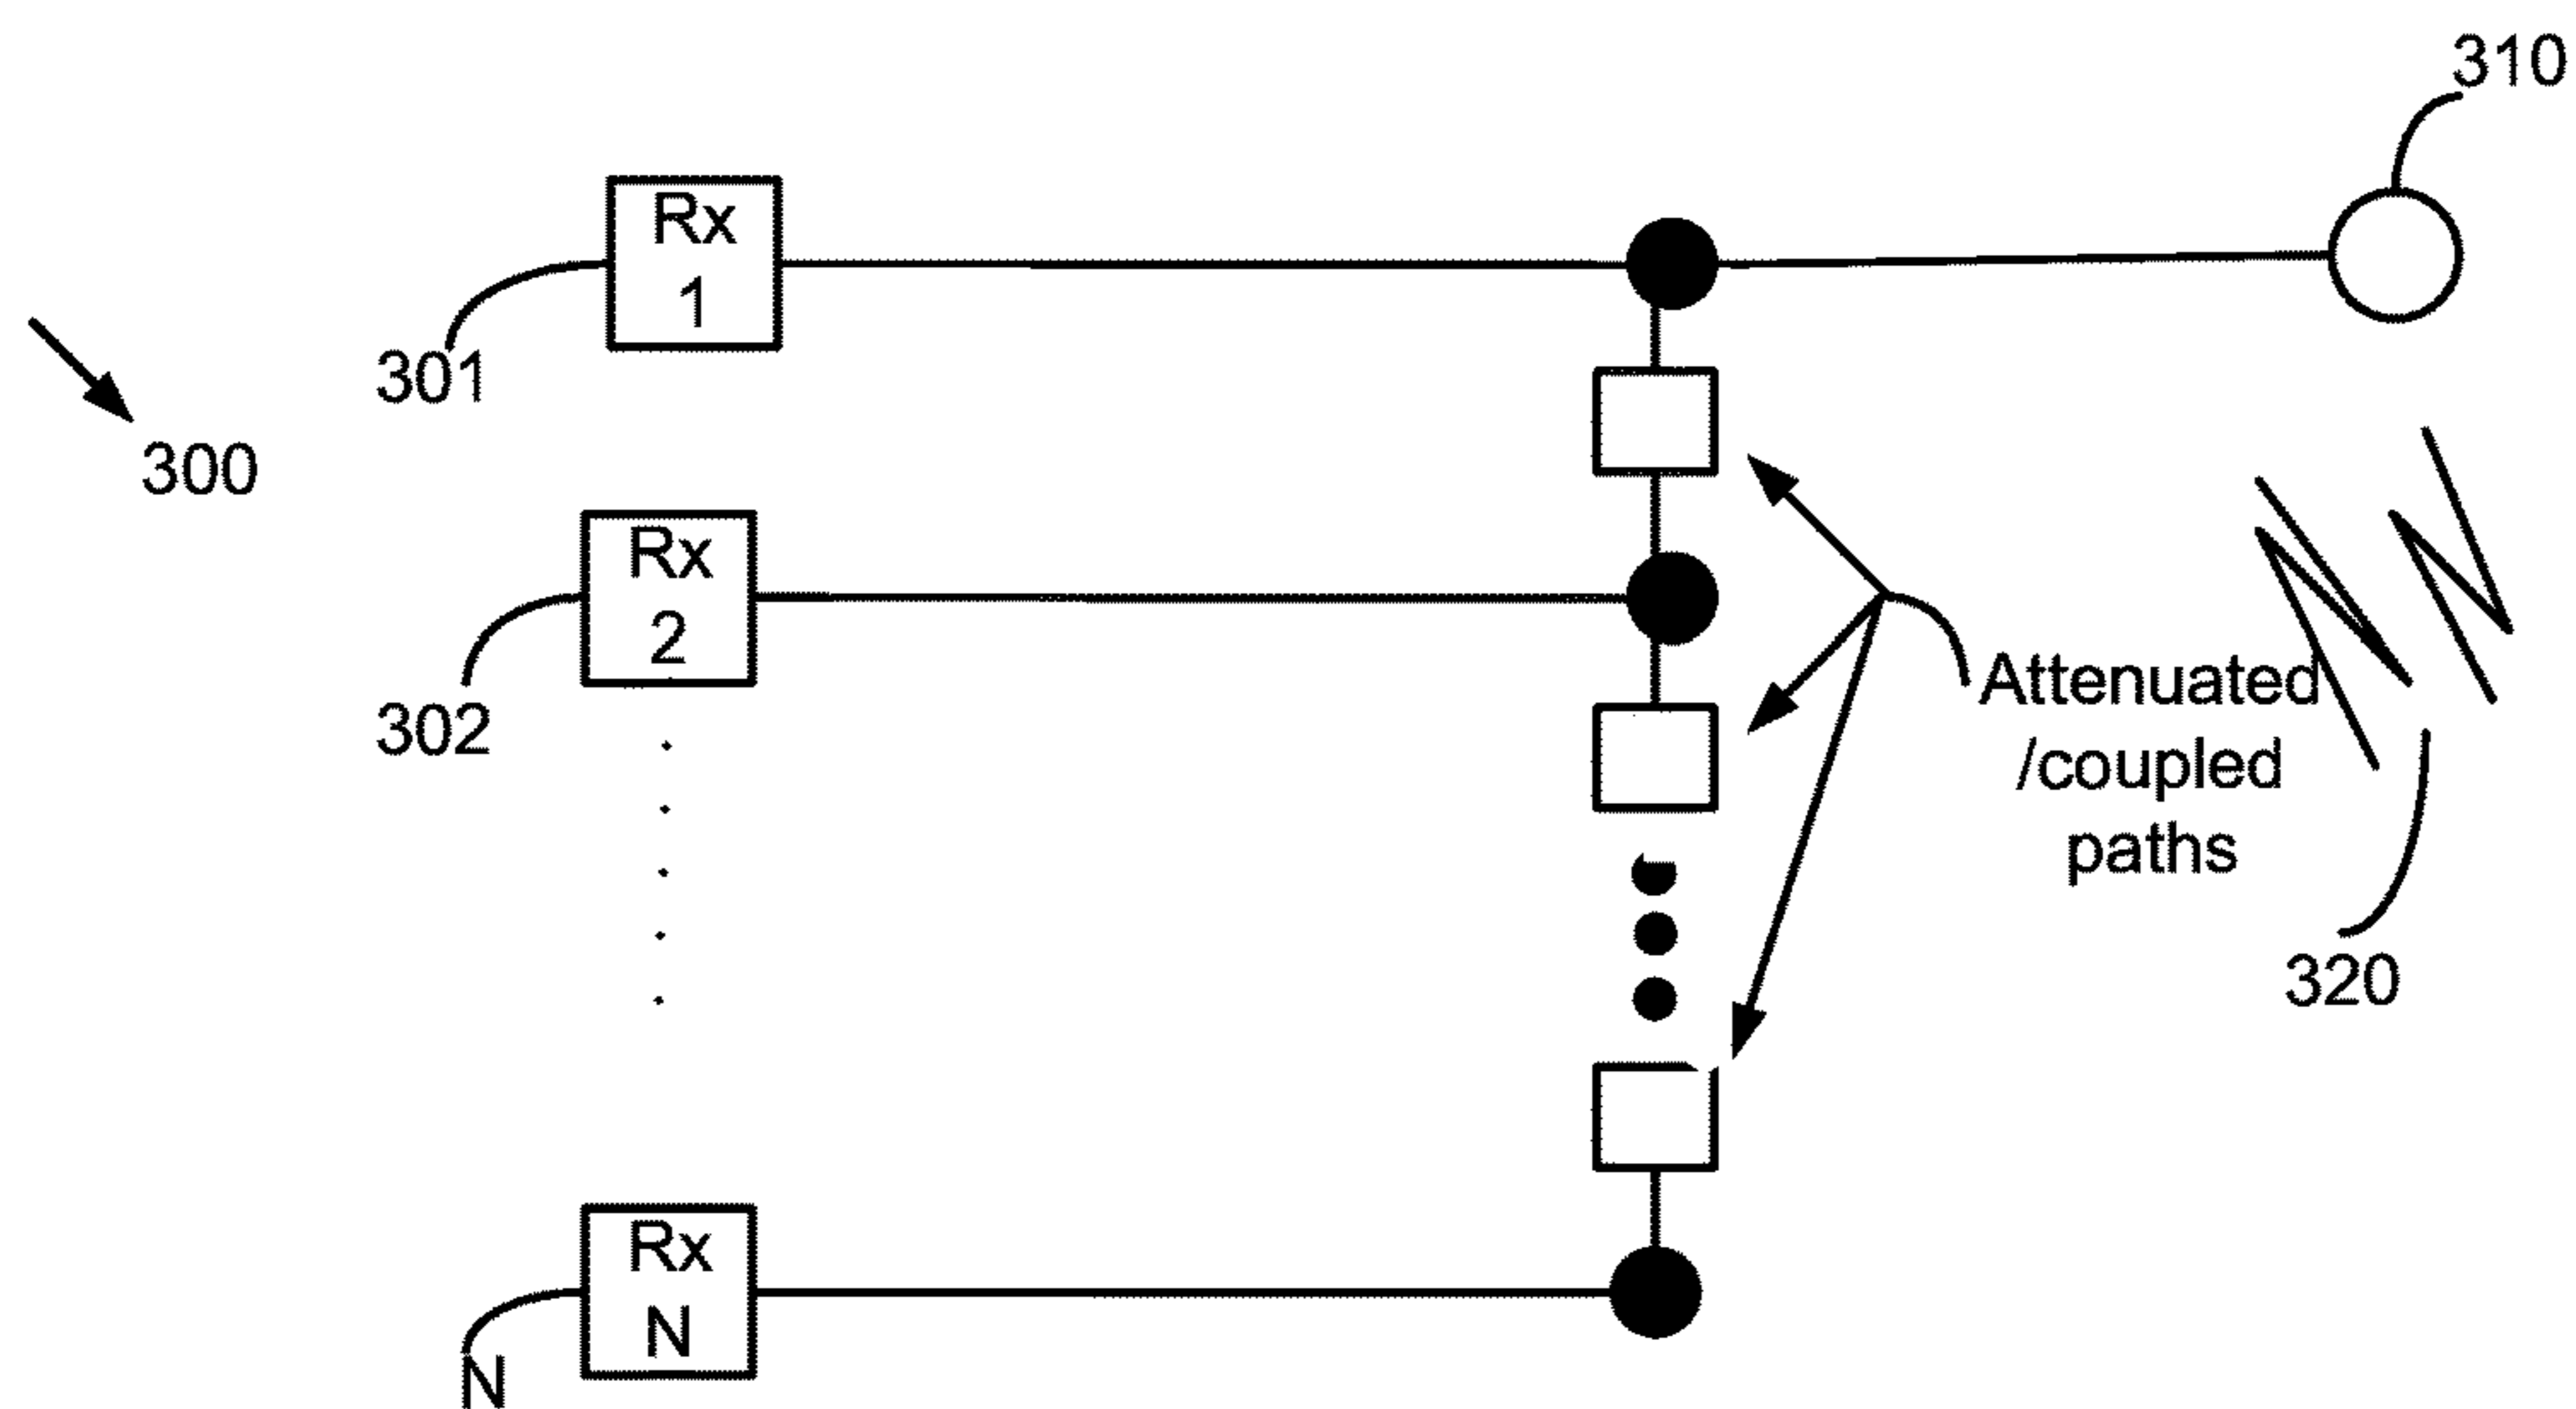 310
Rx
1
301
300
Rx
2
302
Attenuated
/coupled
paths
320
Rx
N
N